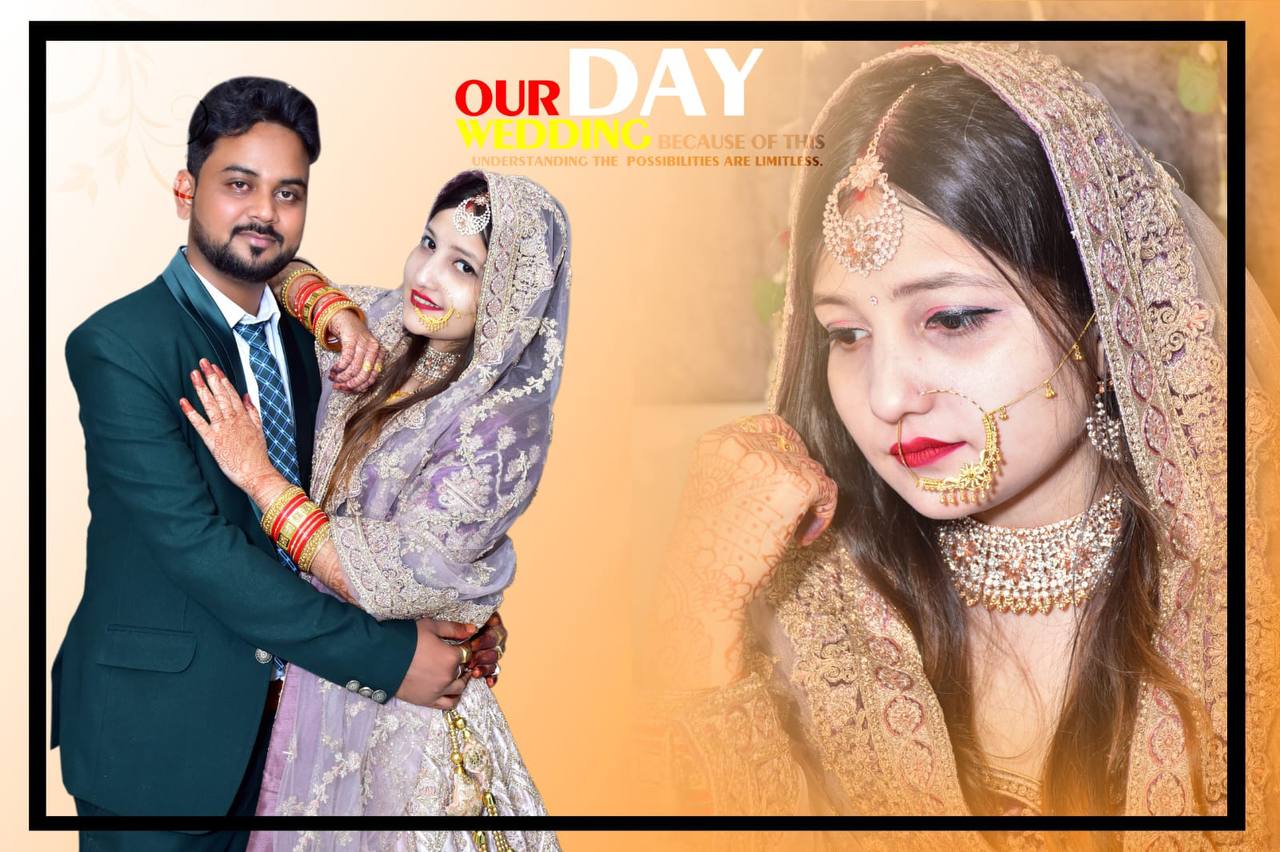 OUR DAY
WEDDING BECAUSE OF THIS
UNDERSTANDING THE POSSIBILITIES ARE LIMITLESS.